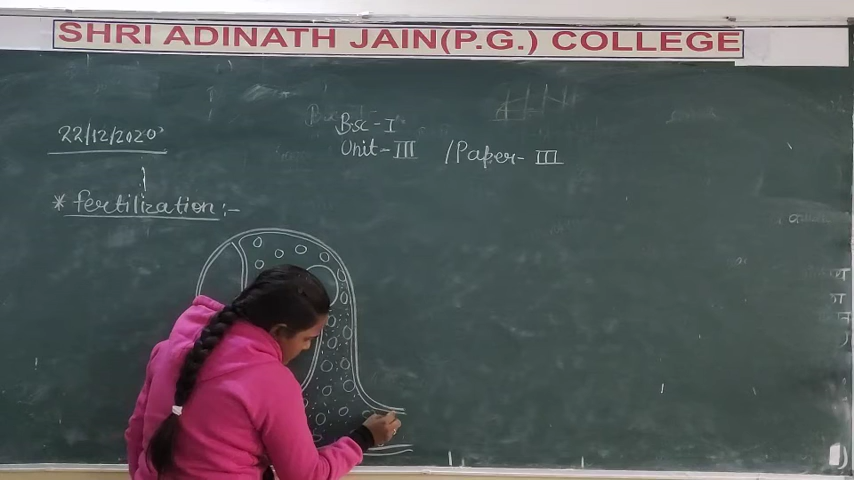 SHRI ADINATH JAIN(P.G.) COLLEGE
22/12/2020
Bsc-I
Unit-III /Paper-III
* fertilization:-